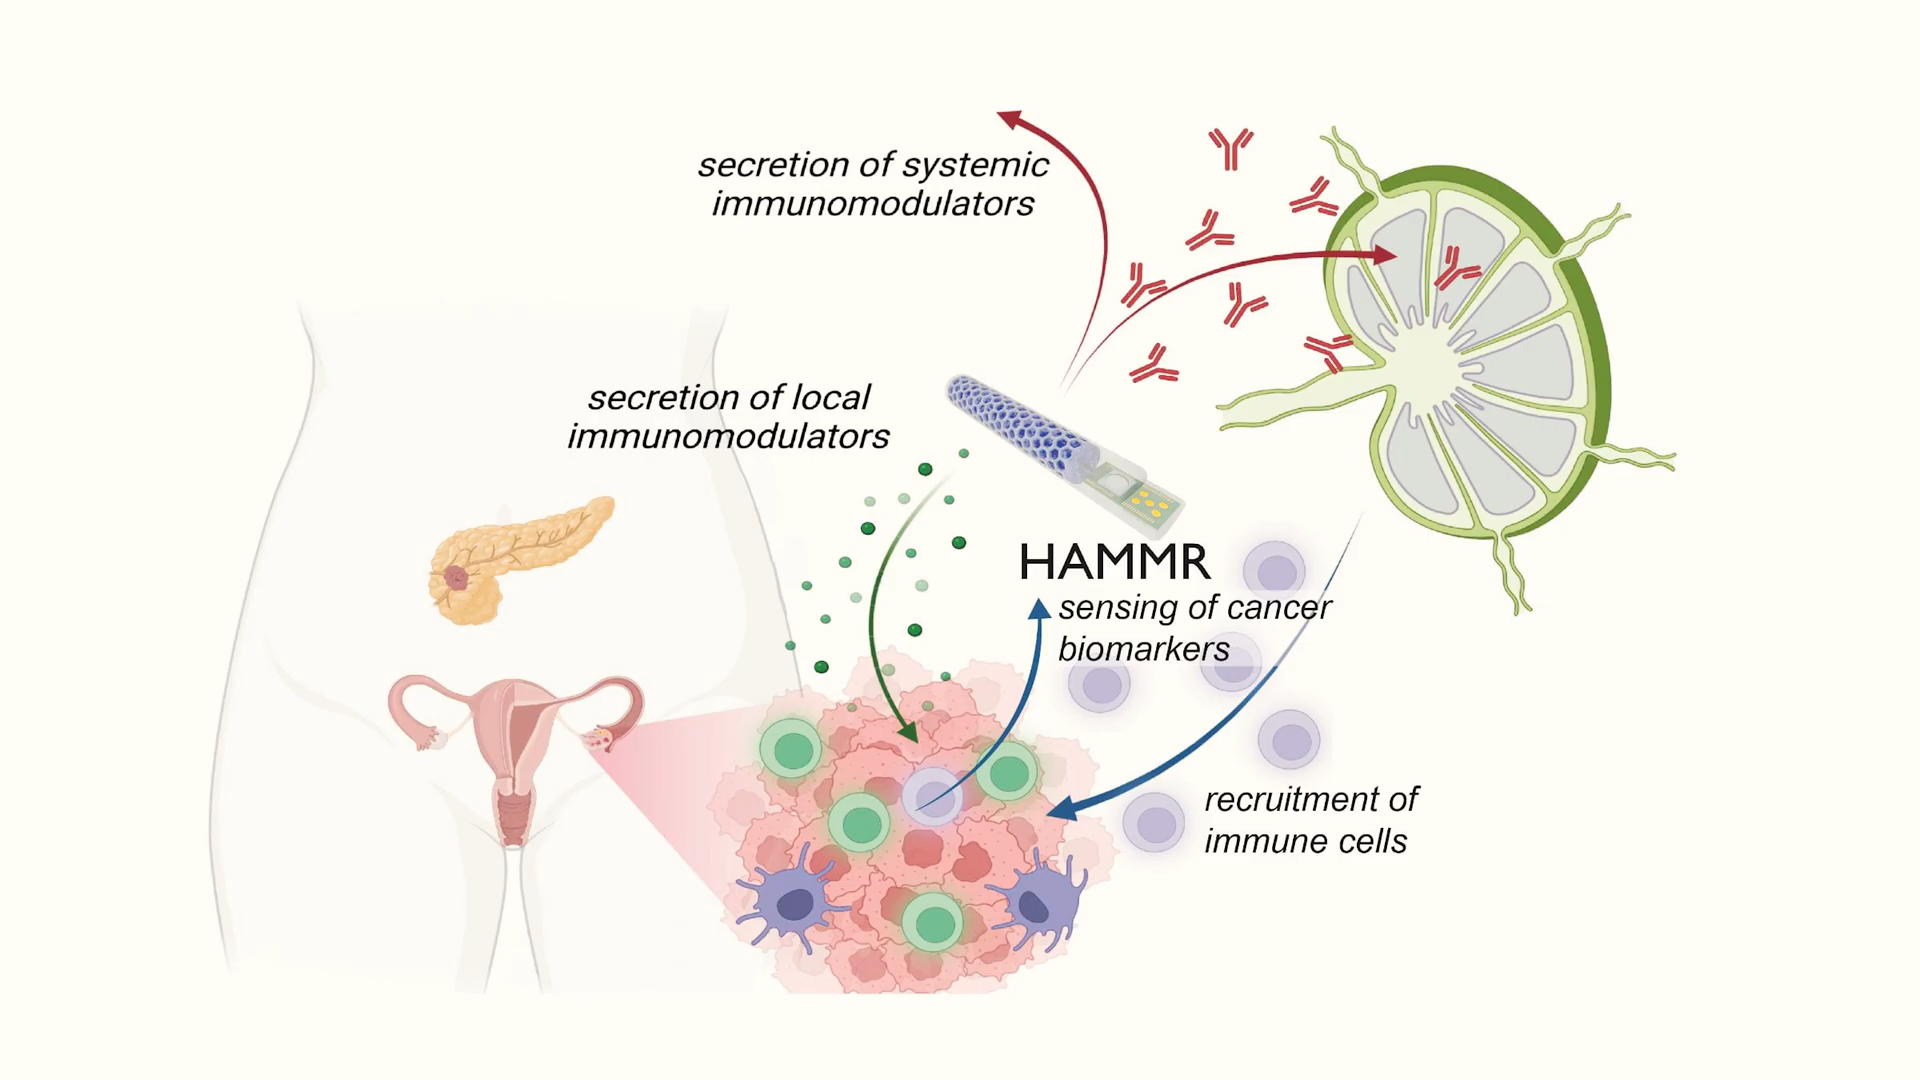 secretion of systemic
immunomodulators
secretion of local
immunomodulators
HAMMR
sensing of cancer
biomarkers
recruitment of
immune cells